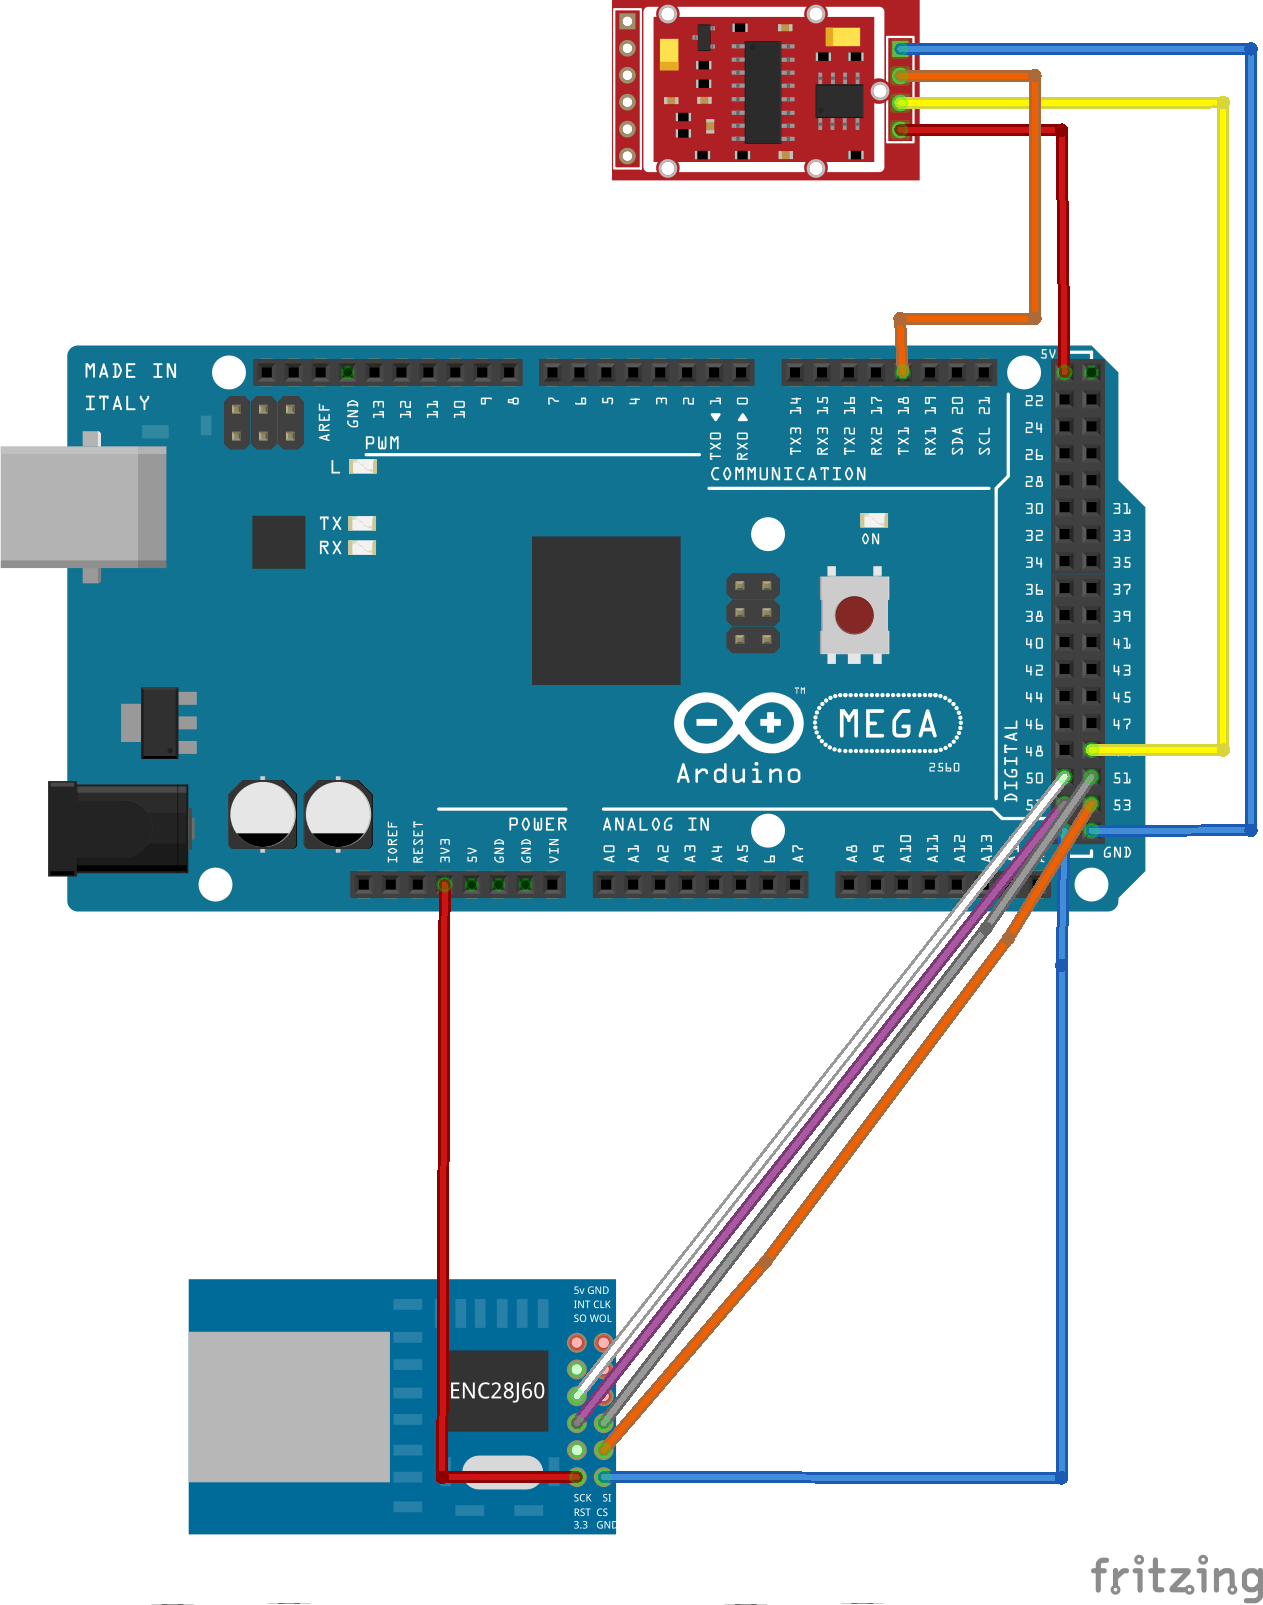 MADE IN
ITALY
AREF
GND
13
12
11
10
9
8
7
6
5
4
3
2
TX0 1
RX0 0
TX3 14
RX3 15
TX2 16
RX2 17
TX1 18
RX1 19
SDA 20
SCL 21
PWM
COMMUNICATION
L
TX
RX
ON
5V
22
24
26
28
30 31
32 33
34 35
36 37
38 39
40 41
42 43
44 45
46 47
48
50 51
53
GND
DIGITAL
TM
MEGA
Arduino
2560
POWER
ANALOG IN
IOREF
RESET
3V3
5V
GND
GND
VIN
A0
A1
A2
A3
A4
A5
6
A7
A8
A9
A10
A11
A12
A13
5v GND
INT CLK
SO WOL
ENC28J60
SCK SI
RST CS
3.3 GND
fritzing